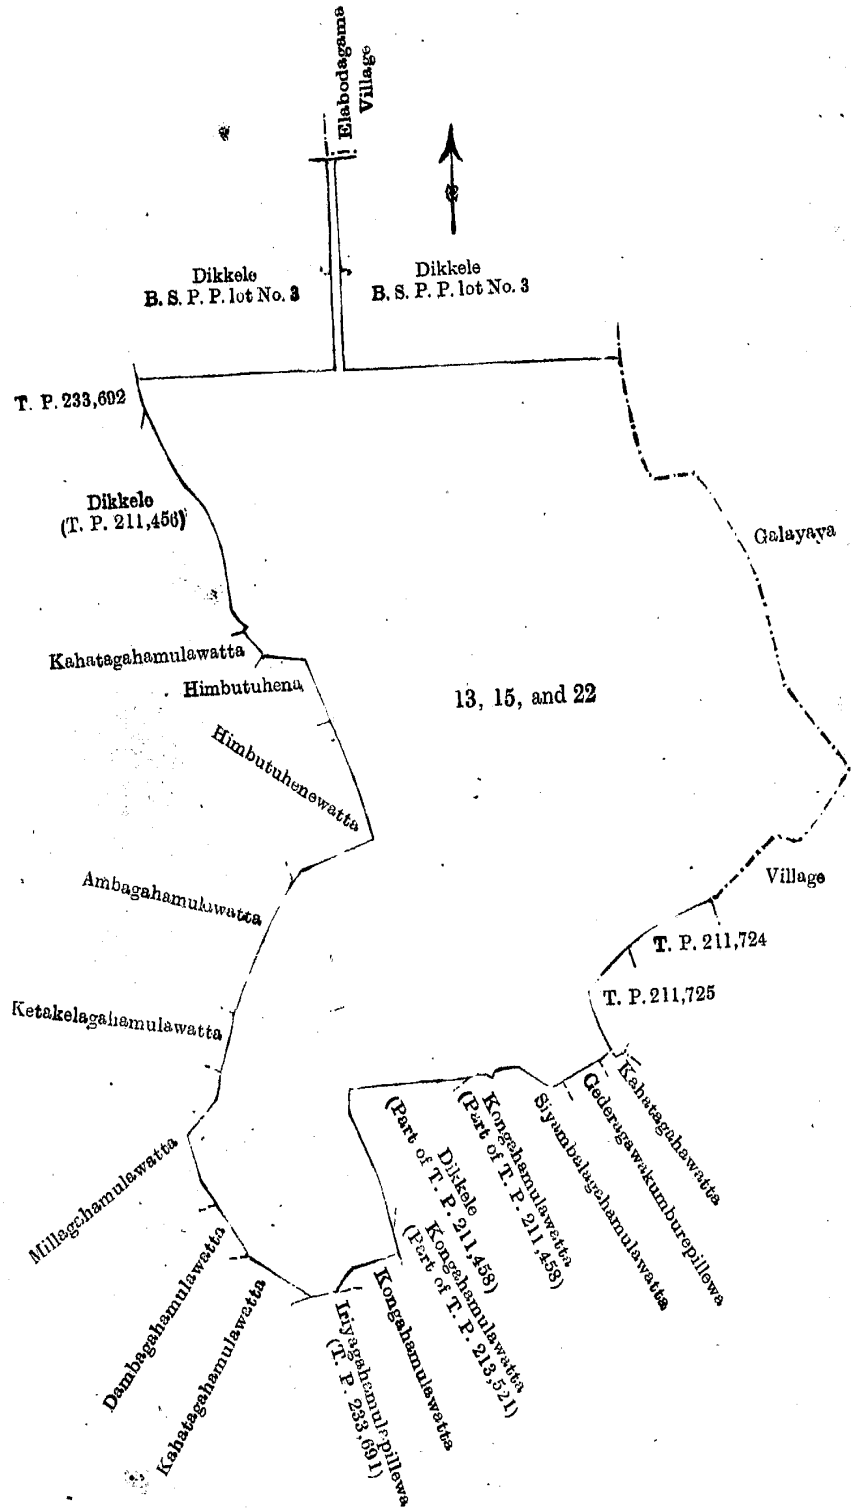 Elabodagama
Village
Dikkele
B. S. P. P. lot No. 3
Dikkele
B. S. P. P. lot No. 3
T. P. 233,692
Dikkele
(T. P. 211,456)
Galayaya
Kahatagahamulawatta
Himbutuhena
13, 15, and 22
Himbutuhenewatta
Ambagahamulawatta
Village
T. P. 211,724
T. P. 211,725
Ketakelagahamulawatta
Kahatagahawatta
Gederagawakumburepillewa
Siyambalagahamulawatta
Kongahamulawatta
(Part of T. P. 211,458)
Dikkele
(Part of T. P. 211,458)
Kongahamulawatta
(Part of T. P. 213,521)
Kongahamulawatta
Iriyagahamulapillewa
(T. P. 233,691)
Millagahamulawatta
Dambagahamulawatta
Kahatagahamulawatta